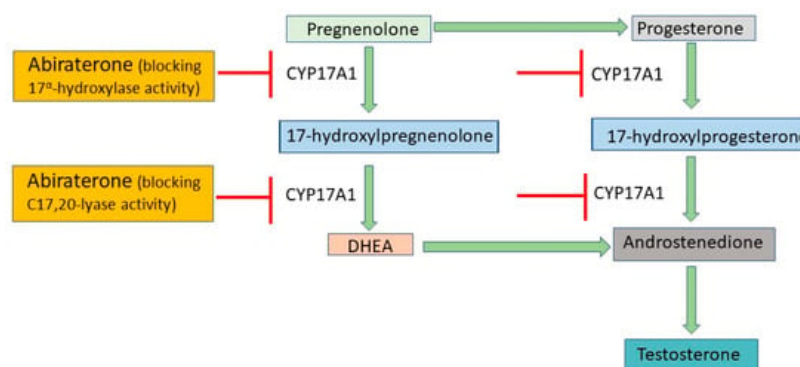 Pregnenolone
Progesterone
Abiraterone (blocking
17ᵅ-hydroxylase activity)
CYP17A1
CYP17A1
17-hydroxylpregnenolone
17-hydroxylprogesterone
Abiraterone (blocking
C17,20-lyase activity)
CYP17A1
CYP17A1
DHEA
Androstenedione
Testosterone